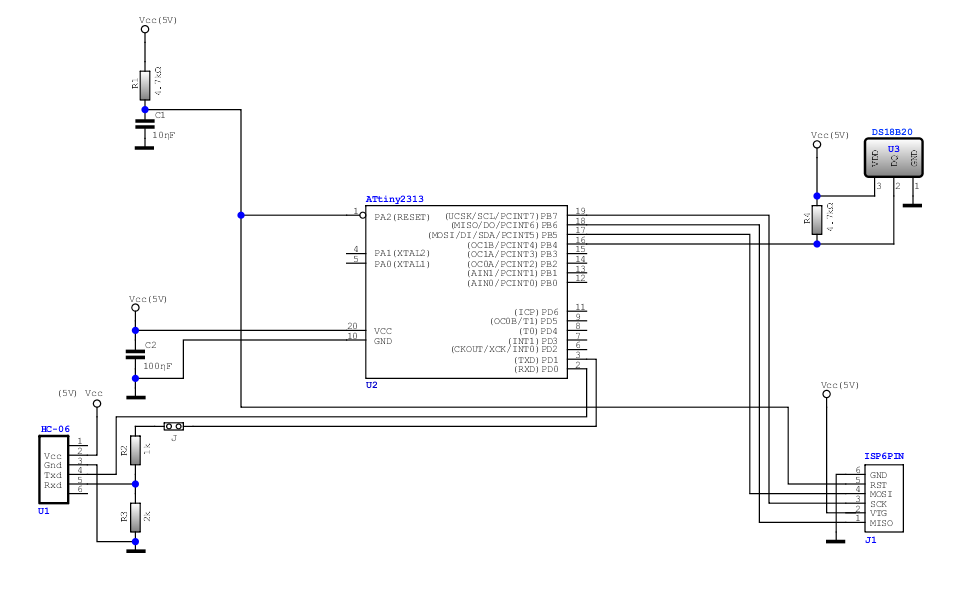 Vcc(5V)
R1
4.7kΩ
C1
10ηF
DS18B20
U3
VDD
DQ
GND
3
2
1
Vcc(5V)
R4
4.7kΩ
ATtiny2313
1
PA2(RESET)
4
PA1(XTAL2)
5
PA0(XTAL1)
20
VCC
10
GND
(UCSK/SCL/PCINT7)PB7
19
(MISO/DO/PCINT6)PB6
18
(MOSI/DI/SDA/PCINT5)PB5
17
(OC1B/PCINT4)PB4
16
(OC1A/PCINT3)PB3
15
(OC0A/PCINT2)PB2
14
(AIN1/PCINT1)PB1
13
(AIN0/PCINT0)PB0
12
(ICP)PD6
11
(OC0B/T1)PD5
9
(T0)PD4
8
(INT1)PD3
7
(CKOUT/XCK/INT0)PD2
6
(TXD)PD1
3
(RXD)PD0
2
U2
Vcc(5V)
C2
100ηF
(5V) Vcc
HC-06
1
Vcc
2
Gnd
3
Txd
4
Rxd
5
6
U1
R2
1k
R3
2k
J
Vcc(5V)
ISP6PIN
6
GND
5
RST
4
MOSI
3
SCK
2
VTG
1
MISO
J1